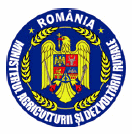 ROMÂNIA
MINISTERUL AGRICULTURII ŞI DEZVOLTĂRII RURALE